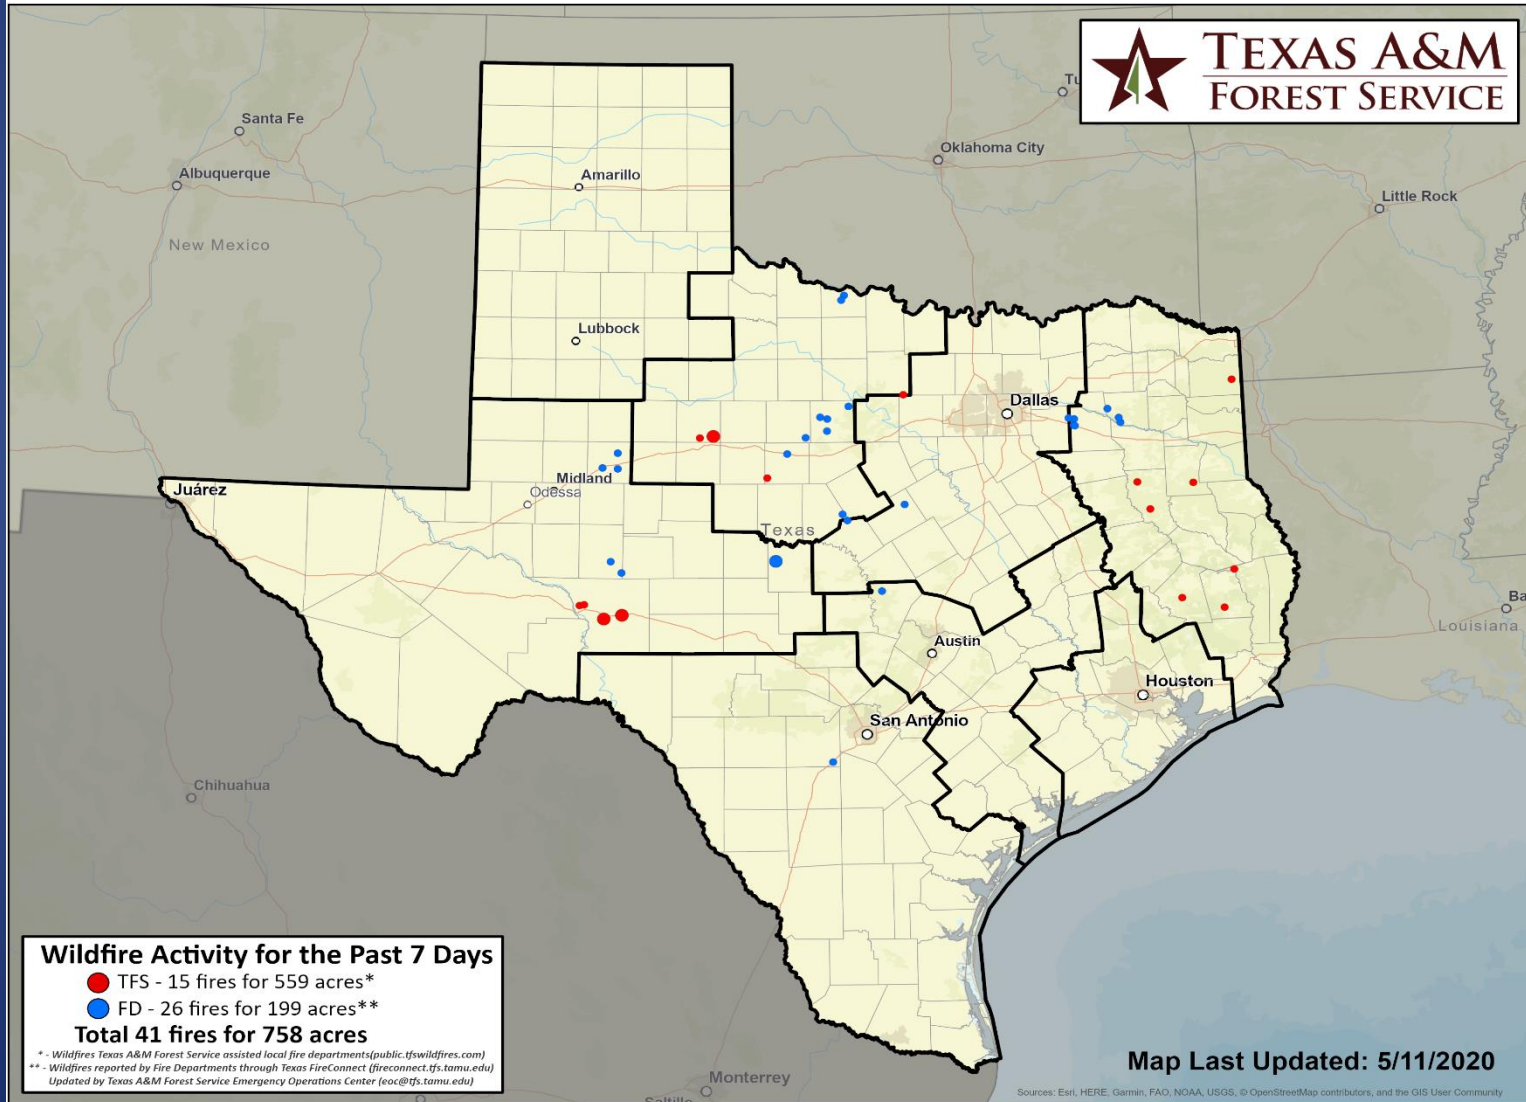 TEXAS A&M
FOREST SERVICE
Santa Fe
Albuquerque
Amarillo
Oklahoma City
Little Rock
New Mexico
Lubbock
Dallas
Midland
Odessa
Juárez
Texas
Austin
Louisiana
Houston
San Antonio
Chihuahua
Monterrey
Wildfire Activity for the Past 7 Days
TFS - 15 fires for 559 acres*
FD - 26 fires for 199 acres**
Total 41 fires for 758 acres
* - Wildfires Texas A&M Forest Service assisted local fire departments(public.tfswildfires.com)
** - Wildfires reported by Fire Departments through Texas FireConnect (fireconnect.tfs.tamu.edu)
Updated by Texas A&M Forest Service Emergency Operations Center (eoc@tfs.tamu.edu)
Map Last Updated: 5/11/2020
Sources: Esri, HERE, Garmin, FAO, NOAA, USGS, © OpenStreetMap contributors, and the GIS User Community